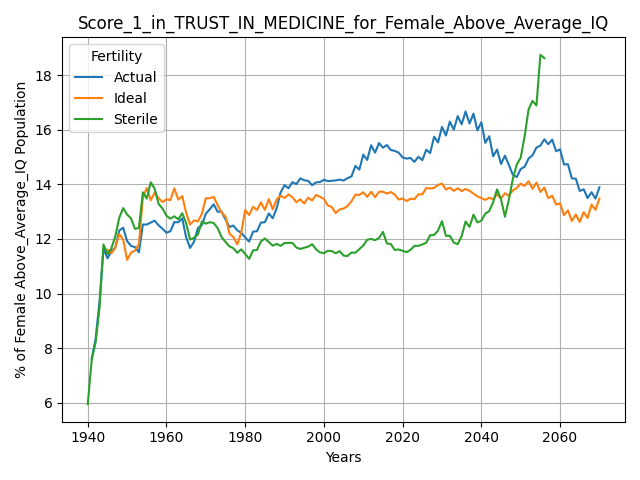 Score_1_in_TRUST_IN_MEDICINE_for_Female_Above_Average_IQ
Fertility
Actual
Ideal
Sterile
% of Female Above_Average_IQ Population
18
16
14
12
10
8
6
1940
1960
1980
2000
2020
2040
2060
Years